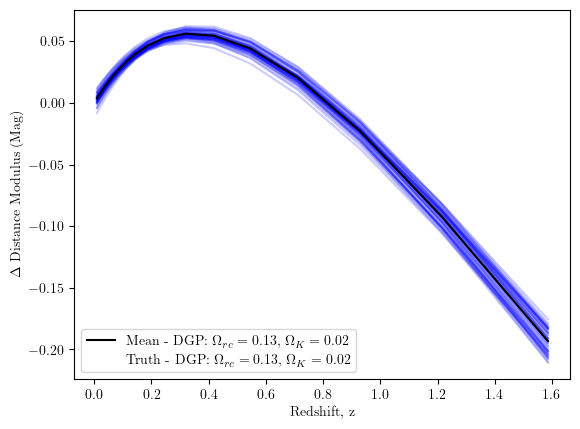 0.05
0.00
−0.05
−0.10
−0.15
−0.20
Δ Distance Modulus (Mag)
Mean - DGP: Ω_rc = 0.13, Ω_K = 0.02
Truth - DGP: Ω_rc = 0.13, Ω_K = 0.02
0.0 0.2 0.4 0.6 0.8 1.0 1.2 1.4 1.6
Redshift, z